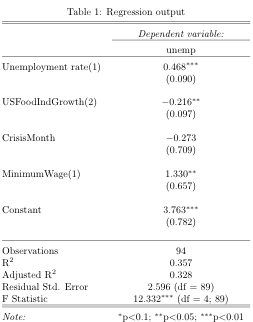 Table 1: Regression output
Dependent variable:
unemp
Unemployment rate(1) 0.468***
(0.090)
USFoodIndGrowth(2) −0.216**
(0.097)
CrisisMonth −0.273
(0.709)
MinimumWage(1) 1.330**
(0.657)
Constant 3.763***
(0.782)
Observations 94
R² 0.357
Adjusted R² 0.328
Residual Std. Error 2.596 (df = 89)
F Statistic 12.332*** (df = 4; 89)
Note: *p<0.1; **p<0.05; ***p<0.01